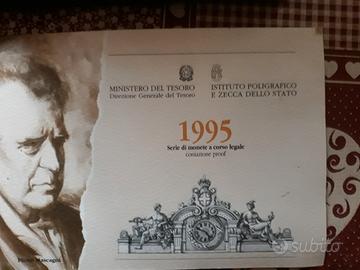 MINISTERO DEL TESORO
Direzione Generale del Tesoro
ISTITUTO POLIGRAFICO
E ZECCA DELLO STATO
1995
Serie di monete a corso legale
coniazione proof
Pietro Mascagni
subito